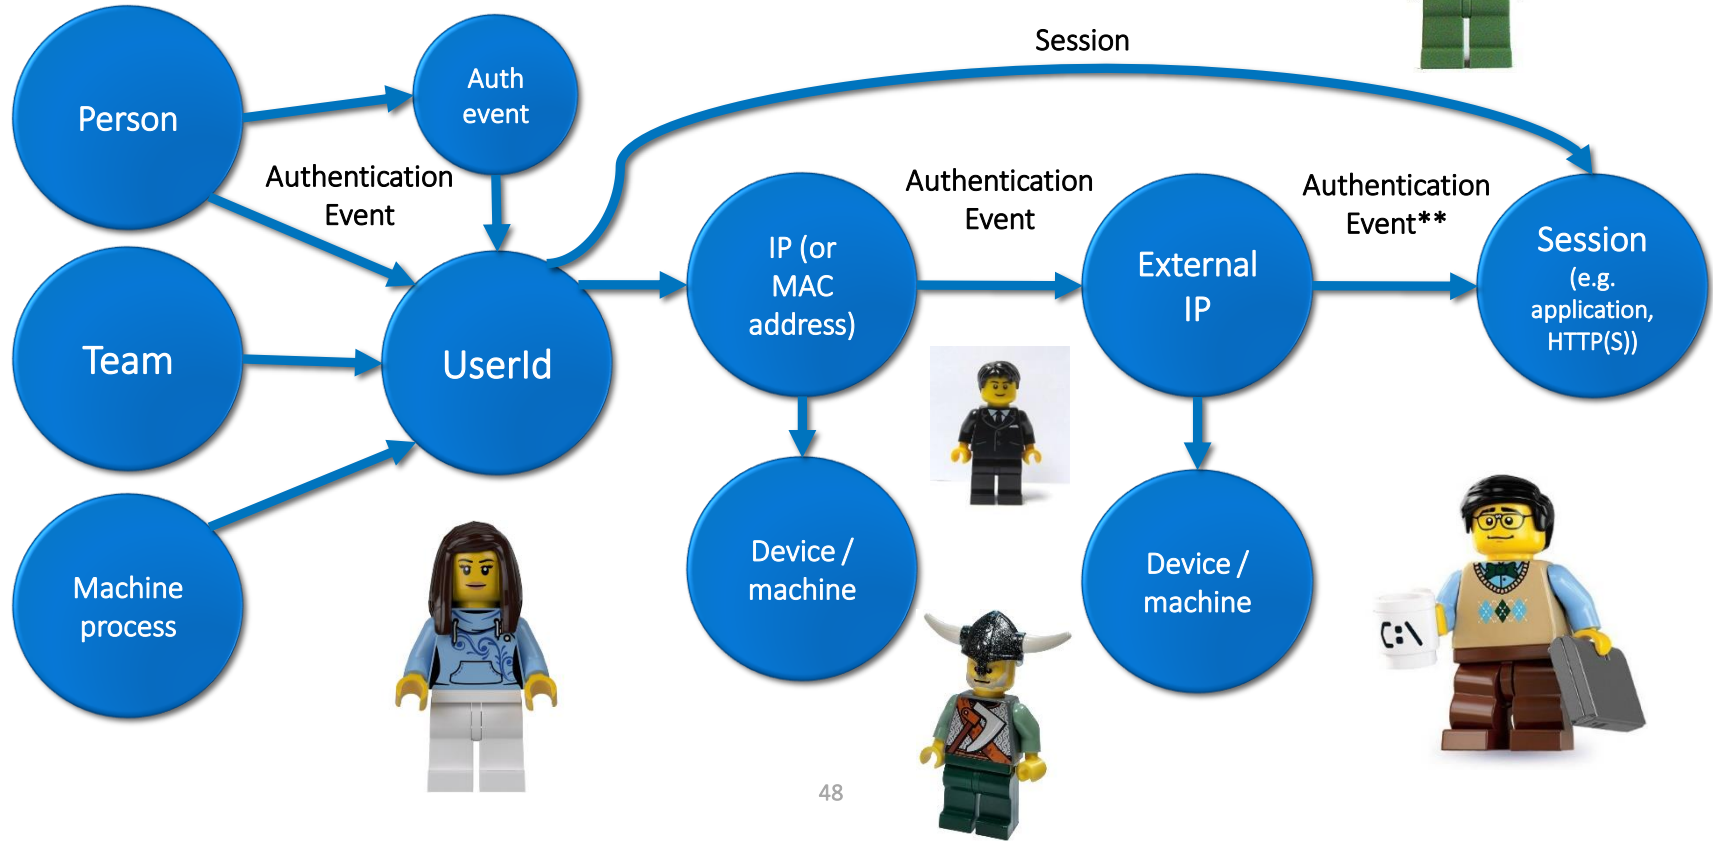 Person
Auth
event
Session
Authentication
Event
Team
UserId
Machine
process
IP (or
MAC
address)
Authentication
Event
External
IP
Authentication
Event**
Session
(e.g.
application,
HTTP(S))
Device /
machine
Device /
machine
C:\
48